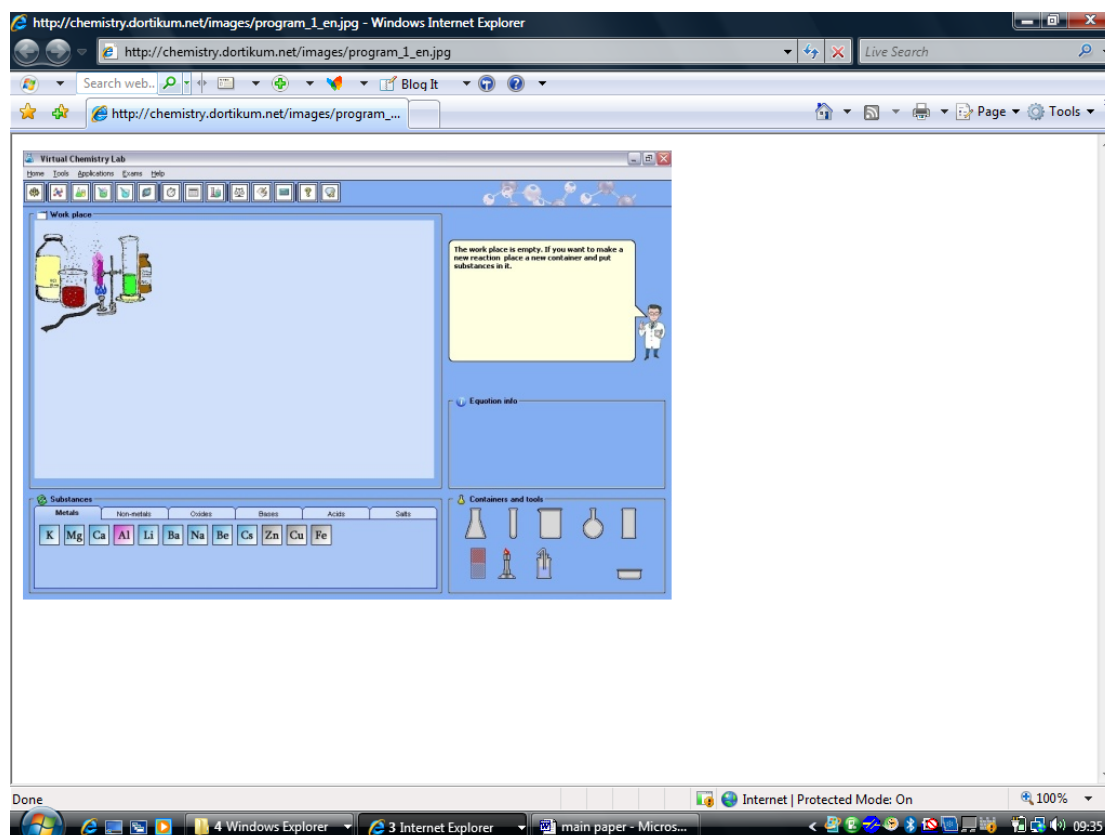 http://chemistry.dortikum.net/images/program_1_en.jpg - Windows Internet Explorer
http://chemistry.dortikum.net/images/program_1_en.jpg
Live Search
Search web..
Blog It
http://chemistry.dortikum.net/images/program_...
Page
Tools
Virtual Chemistry Lab
Home Tools Applications Exams Help
Work place
The work place is empty. If you want to make a
new reaction place a new container and put
substances in it.
Equation info
Substances
Metals Non-metals Oxides Bases Acids Salts
K Mg Ca Al Li Ba Na Be Cs Zn Cu Fe
Containers and tools
Done
Internet | Protected Mode: On
100%
4 Windows Explorer
3 Internet Explorer
main paper - Micros...
09:35